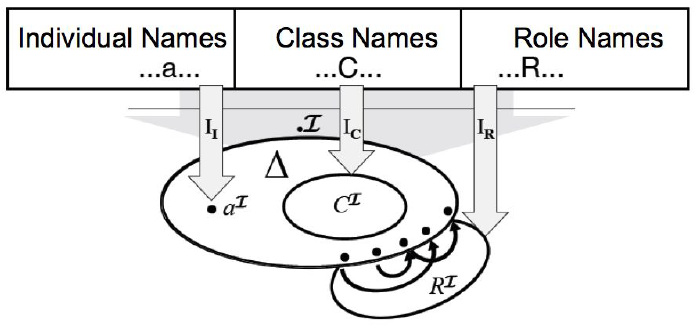 Individual Names Class Names Role Names
...a... ...C... ...R...
I_I .ℐ I_C I_R
Δ
a^ℐ C^ℐ
R^ℐ